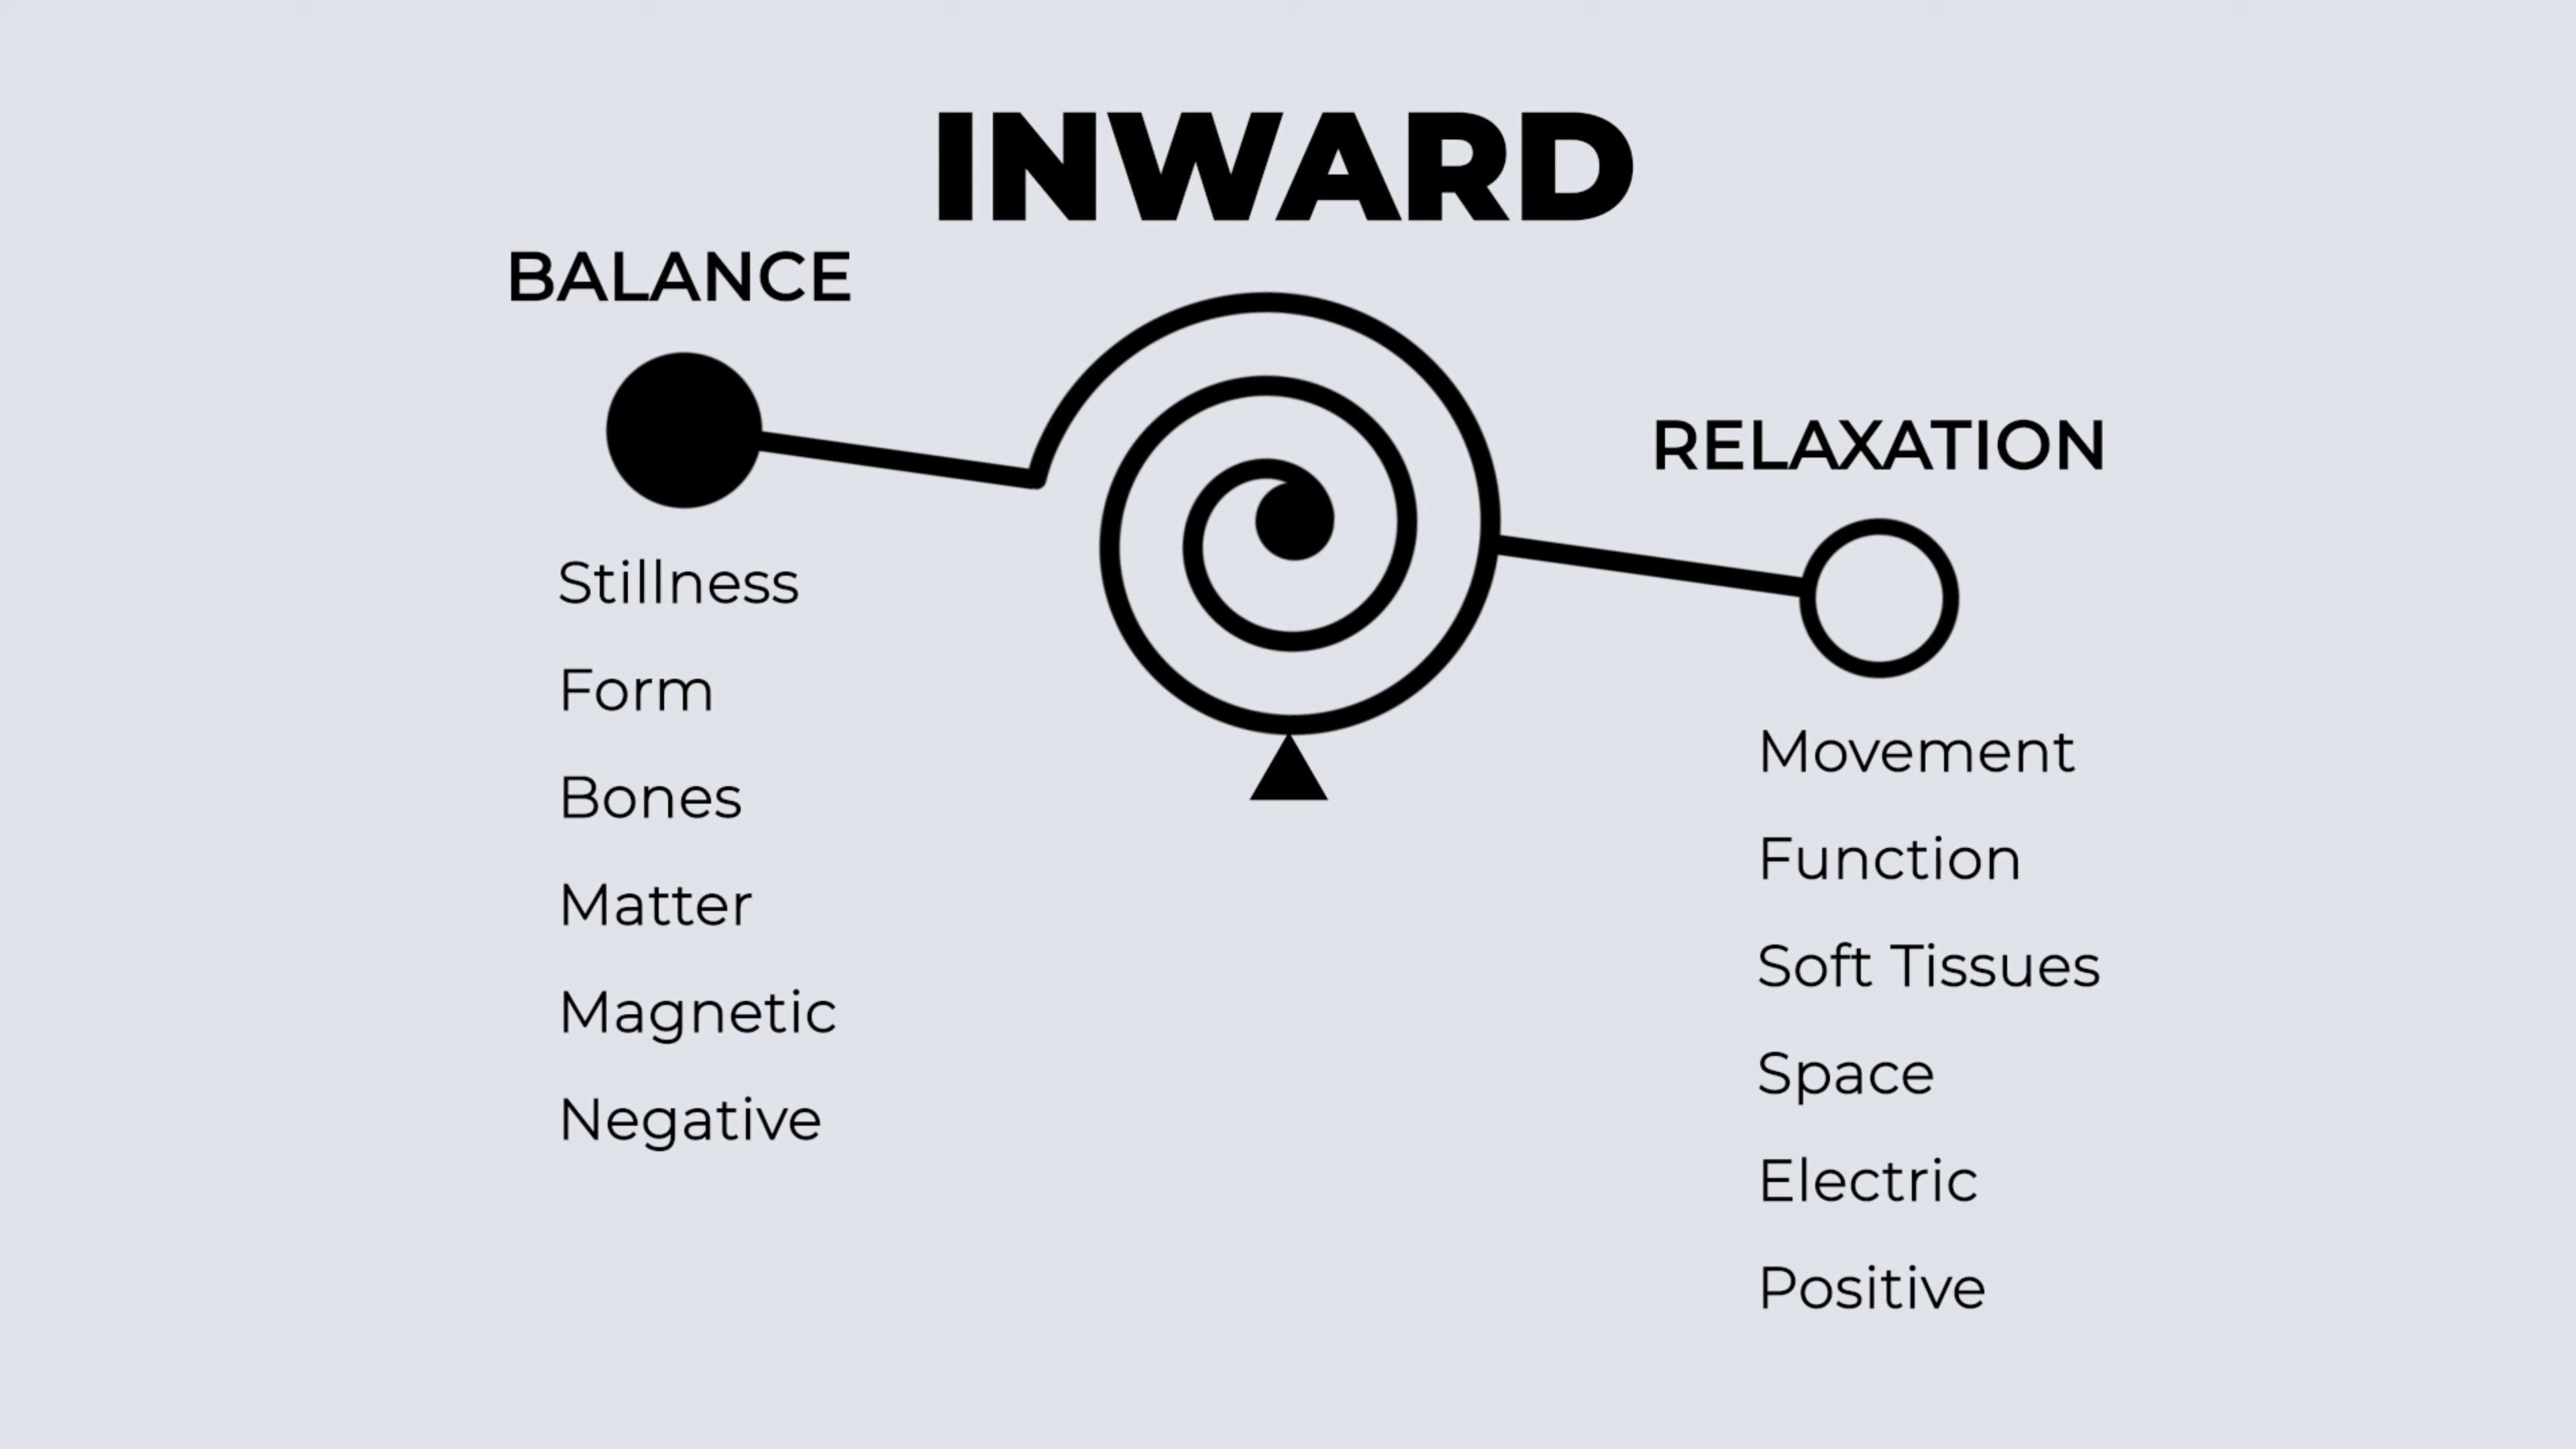 INWARD
BALANCE
Stillness
Form
Bones
Matter
Magnetic
Negative
RELAXATION
Movement
Function
Soft Tissues
Space
Electric
Positive